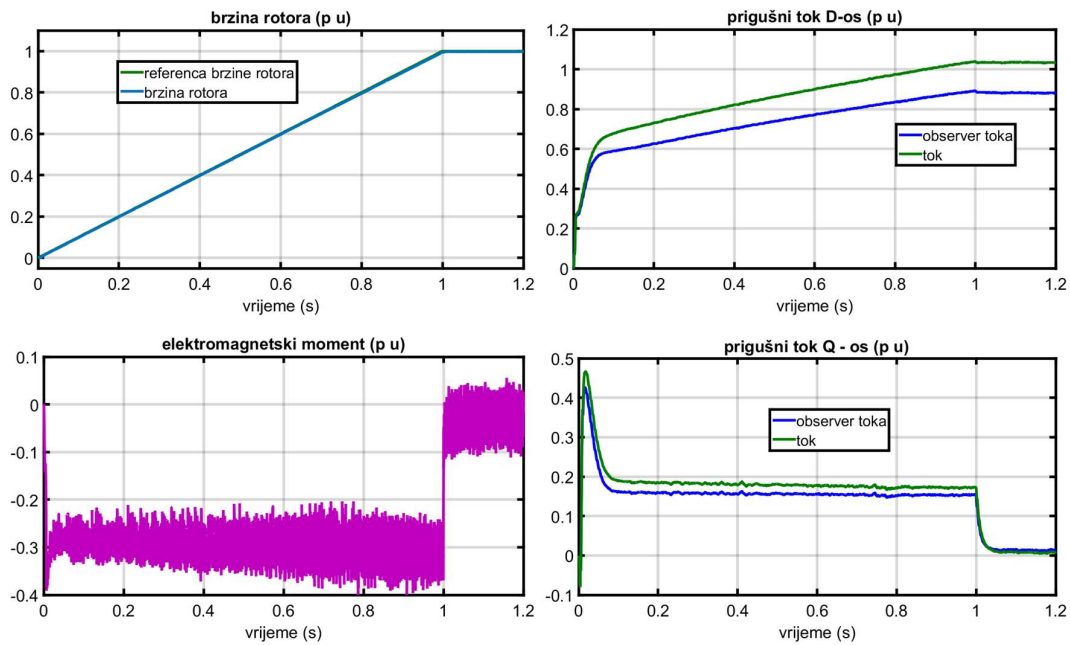 brzina rotora (p u)
1
0.8
0.6
0.4
0.2
0
referenca brzine rotora
brzina rotora
0 0.2 0.4 0.6 0.8 1 1.2
vrijeme (s)
prigušni tok D-os (p u)
1.2
1
0.8
0.6
0.4
0.2
0
observer toka
tok
0 0.2 0.4 0.6 0.8 1 1.2
vrijeme (s)
elektromagnetski moment (p u)
0.1
0
-0.1
-0.2
-0.3
-0.4
0 0.2 0.4 0.6 0.8 1 1.2
vrijeme (s)
prigušni tok Q - os (p u)
0.5
0.4
0.3
0.2
0.1
0
-0.1
observer toka
tok
0 0.2 0.4 0.6 0.8 1 1.2
vrijeme (s)